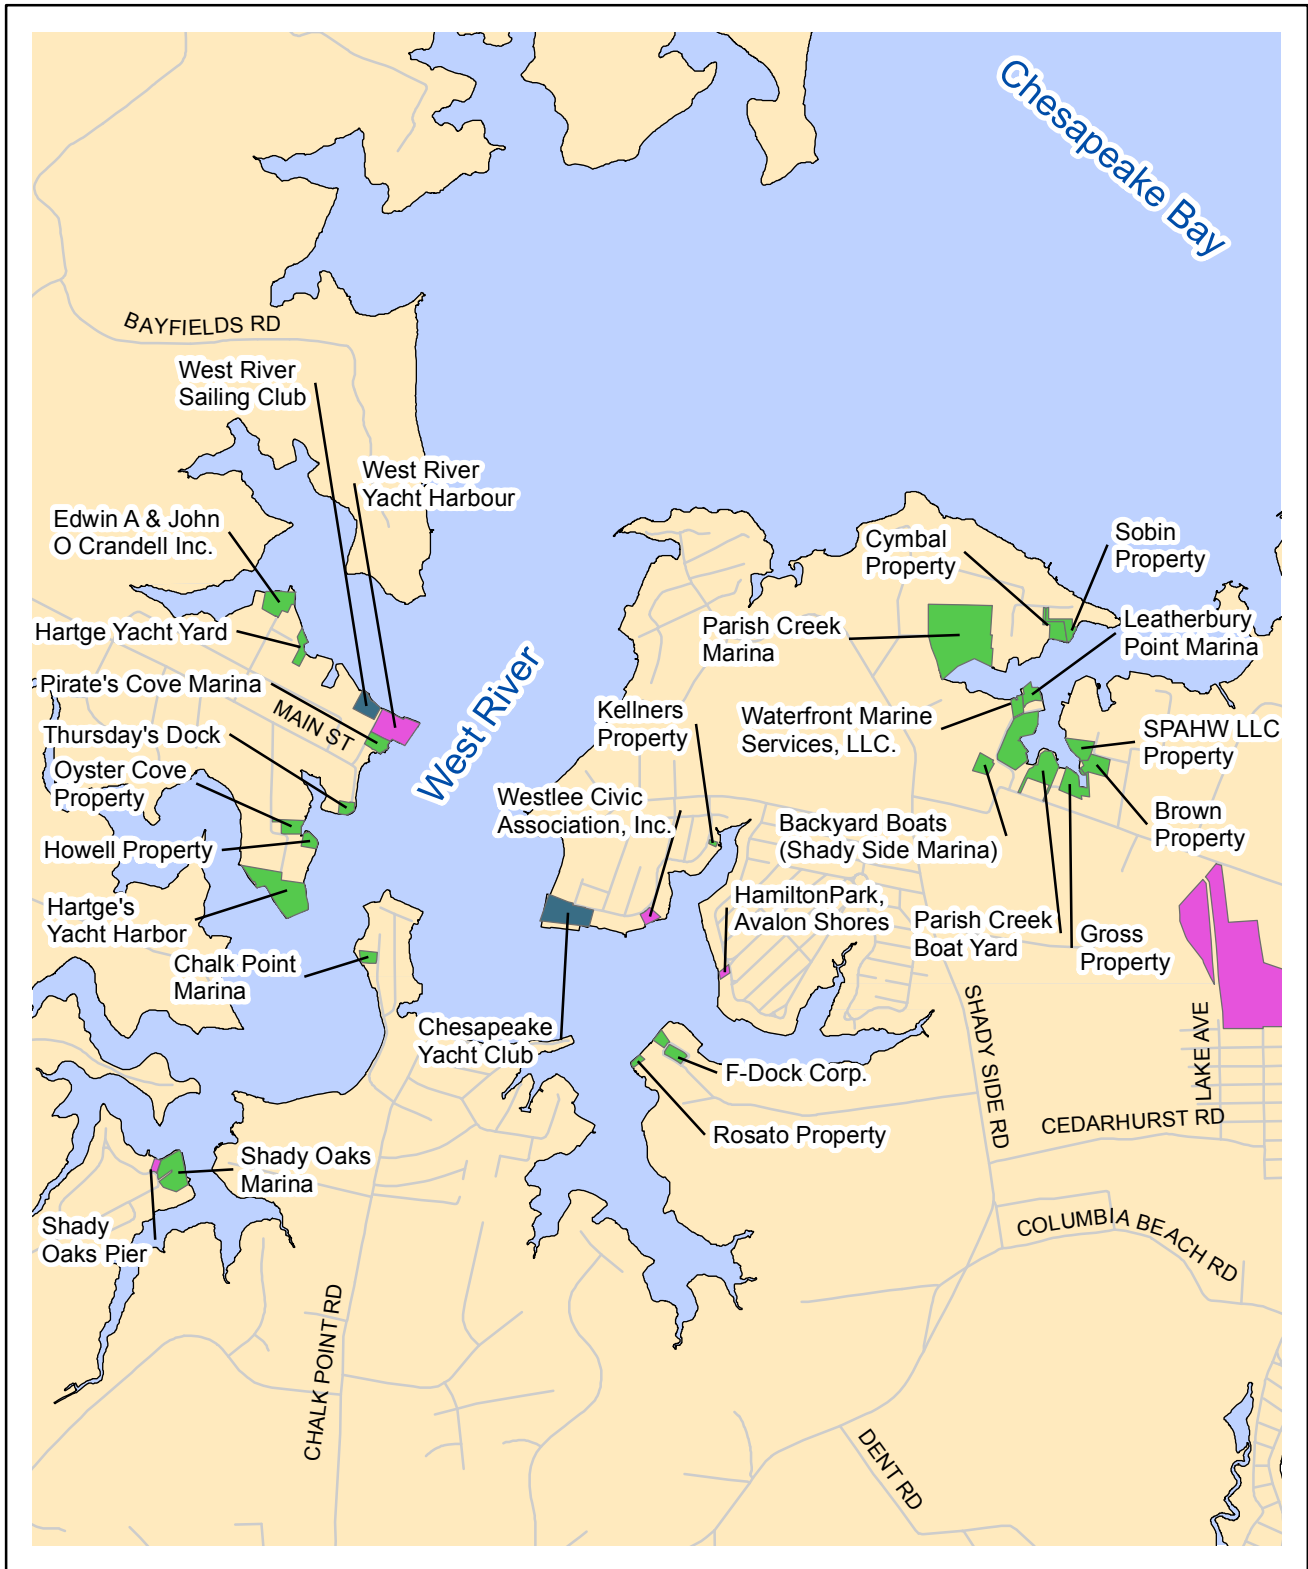 Chesapeake Bay
BAYFIELDS RD
West River
Sailing Club
West River
Yacht Harbour
Edwin A & John
O Crandell Inc.
Cymbal
Property
Sobin
Property
Hartge Yacht Yard
Parish Creek
Marina
Leatherbury
Point Marina
Pirate's Cove Marina
MAIN ST
Thursday's Dock
West River
Kellners
Property
Waterfront Marine
Services, LLC.
SPAHW LLC
Property
Oyster Cove
Property
Westlee Civic
Association, Inc.
Backyard Boats
(Shady Side Marina)
Brown
Property
Howell Property
Hartge's
Yacht Harbor
HamiltonPark,
Avalon Shores
Parish Creek
Boat Yard
Gross
Property
Chalk Point
Marina
Chesapeake
Yacht Club
SHADY SIDE RD
LAKE AVE
F-Dock Corp.
CEDARHURST RD
Rosato Property
Shady Oaks
Marina
Shady
Oaks Pier
COLUMBIA BEACH RD
CHALK POINT RD
DENT RD